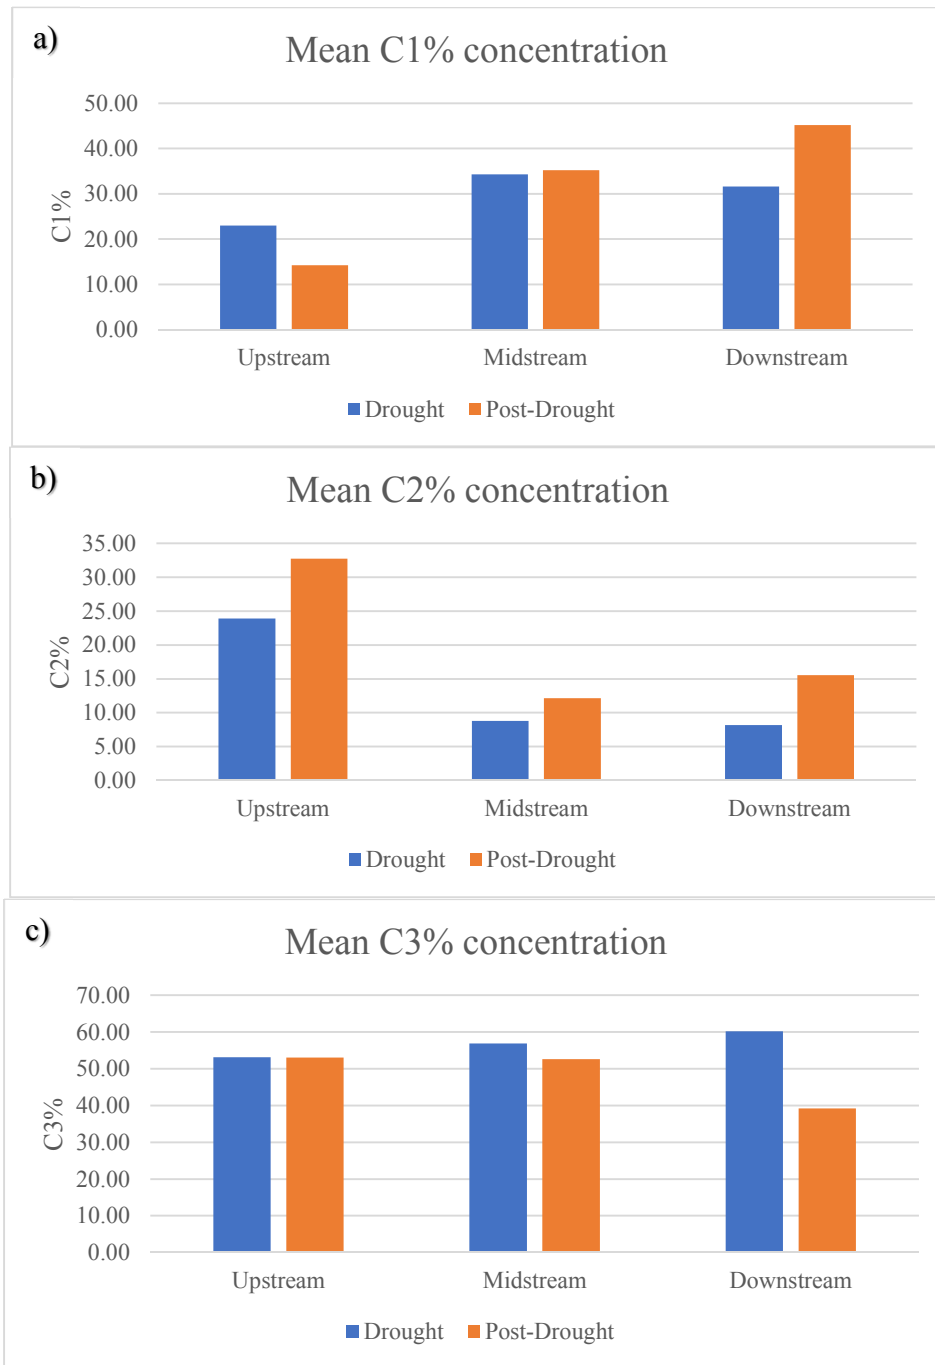 a)
Mean C1% concentration
50.00
40.00
30.00
20.00
10.00
0.00
C1%
Upstream Midstream Downstream
Drought Post-Drought
b)
Mean C2% concentration
35.00
30.00
25.00
20.00
15.00
10.00
5.00
0.00
C2%
Upstream Midstream Downstream
Drought Post-Drought
c)
Mean C3% concentration
70.00
60.00
50.00
40.00
30.00
20.00
10.00
0.00
C3%
Upstream Midstream Downstream
Drought Post-Drought